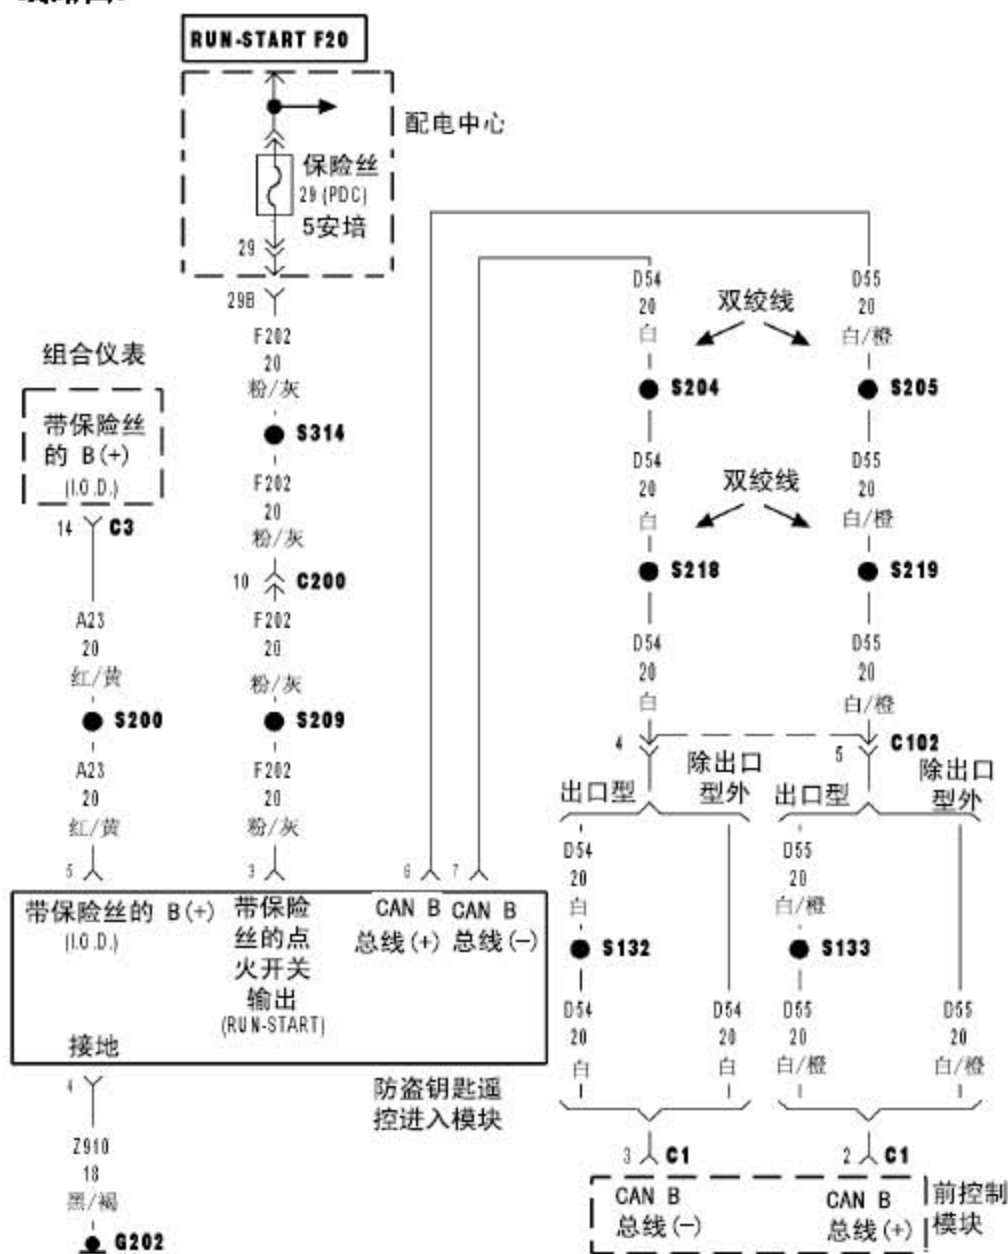 RUN-START F20
配电中心
保险丝
29 (PDC)
5安培
29
29B
F202
20
粉/灰
S314
F202
20
粉/灰
10
C200
F202
20
粉/灰
S209
F202
20
粉/灰
3
组合仪表
带保险丝
的 B(+)
(I.O.D.)
14
C3
A23
20
红/黄
S200
A23
20
红/黄
5
D54
20
白
双绞线
D55
20
白/橙
S204
S205
D54
20
白
双绞线
D55
20
白/橙
S218
S219
D54
20
白
D55
20
白/橙
4
5
C102
出口型
除出口
型外
出口型
除出口
型外
D54
20
白
D55
20
白/橙
S132
S133
D54
20
白
D54
20
白
D55
20
白/橙
D55
20
白/橙
3
C1
2
C1
CAN B
总线(-)
CAN B
总线(+)
前控制
模块
6
7
带保险丝的 B(+)
(I.O.D.)
带保险
丝的点
火开关
输出
(RUN-START)
CAN B
总线(+)
CAN B
总线(-)
接地
防盗钥匙遥
控进入模块
4
Z910
18
黑/褐
G202